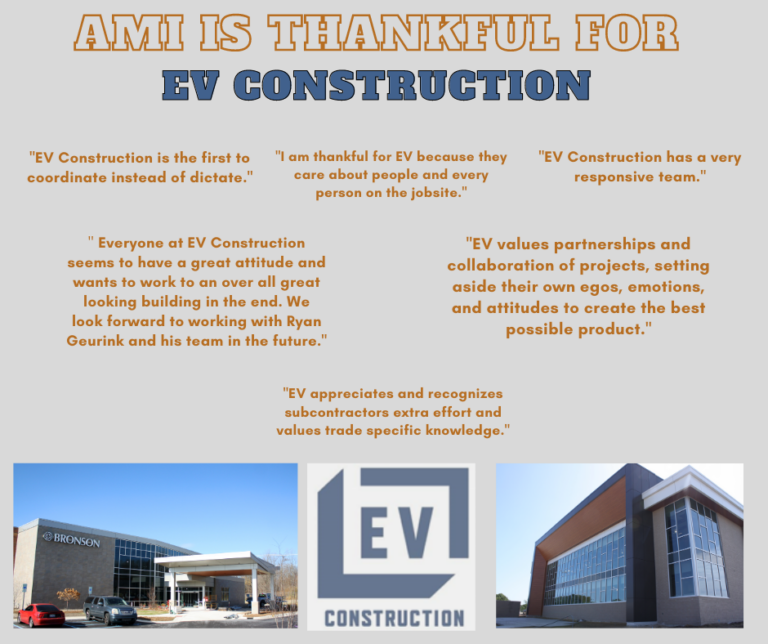 AMI IS THANKFUL FOR
EV CONSTRUCTION
"EV Construction is the first to
coordinate instead of dictate."
"I am thankful for EV because they
care about people and every
person on the jobsite."
"EV Construction has a very
responsive team."
" Everyone at EV Construction
seems to have a great attitude and
wants to work to an over all great
looking building in the end. We
look forward to working with Ryan
Geurink and his team in the future."
"EV values partnerships and
collaboration of projects, setting
aside their own egos, emotions,
and attitudes to create the best
possible product."
"EV appreciates and recognizes
subcontractors extra effort and
values trade specific knowledge."
BRONSON
EV
CONSTRUCTION